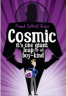 Frank Cottrell Boyce
Cosmic
it's one giant
leap for
boy-kind